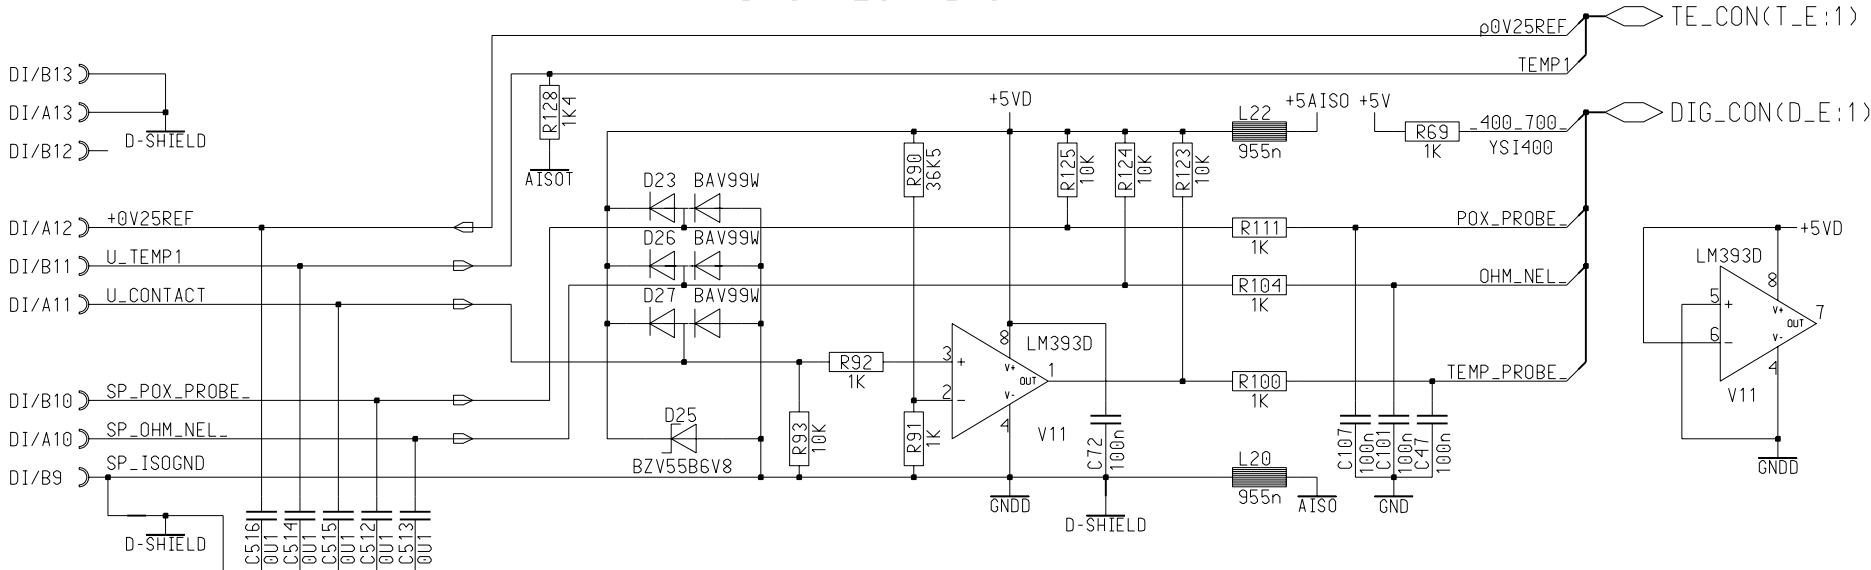 TE_CON(T_E:1)
p0V25REF
TEMP1
DI/B13
DI/A13
D-SHIELD
DI/B12
R128
1K4
AISOT
+5VD
L22
955n
+5AISO
+5V
R69
1K
_400_700_
YSI400
DIG_CON(D_E:1)
R90
36K5
R125
10K
R124
10K
R123
10K
D23
BAV99W
D26
BAV99W
D27
BAV99W
DI/A12
+0V25REF
DI/B11
U_TEMP1
DI/A11
U_CONTACT
R111
1K
POX_PROBE_
R104
1K
OHM_NEL_
+5VD
LM393D
8
5
+
V+
OUT
7
6
-
V-
4
V11
GNDD
R92
1K
LM393D
8
3
+
V+
OUT
1
2
-
V-
4
V11
R100
1K
TEMP_PROBE_
DI/B10
SP_POX_PROBE_
DI/A10
SP_OHM_NEL_
DI/B9
SP_ISOGND
D25
BZV55B6V8
R93
10K
R91
1K
C72
100n
C107
100n
C101
100n
C47
100n
L20
955n
GNDD
D-SHIELD
AISO
GND
D-SHIELD
C516
0U1
C514
0U1
C515
0U1
C512
0U1
C513
0U1